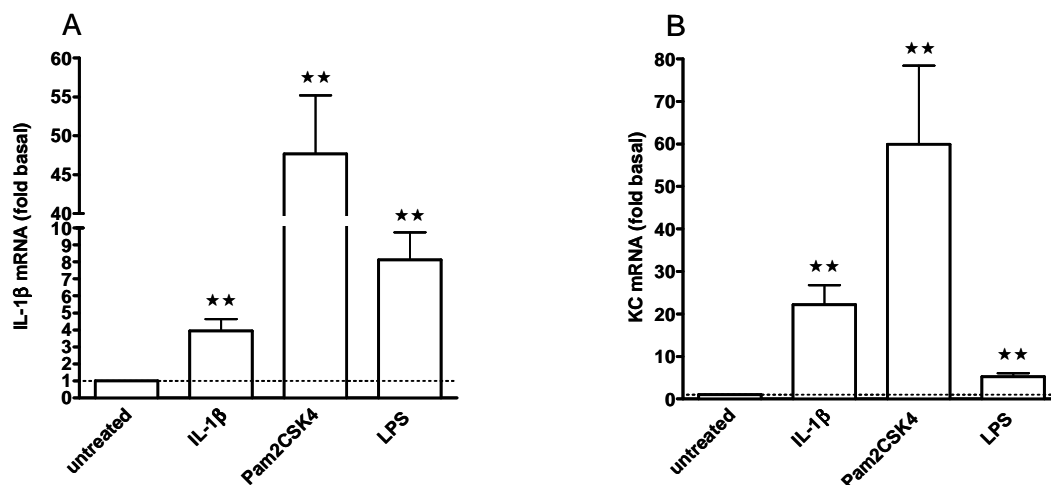 A
IL-1β mRNA (fold basal)
60
55
50
45
40
10
9
8
7
6
5
4
3
2
1
0
★★
★★
★★
untreated
IL-1β
Pam2CSK4
LPS
B
KC mRNA (fold basal)
80
70
60
50
40
30
20
10
0
★★
★★
★★
untreated
IL-1β
Pam2CSK4
LPS